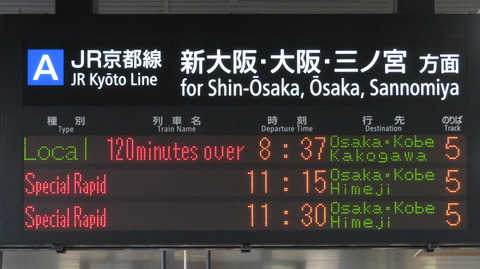 A JR京都線 新大阪・大阪・三ノ宮 方面
JR Kyōto Line for Shin-Ōsaka, Ōsaka, Sannomiya
種別 列車名 時刻 行先 のりば
Type Train Name Departure Time Destination Track
Local 120minutes over 8:37 Osaka・Kobe Kakogawa 5
Special Rapid 11:15 Osaka・Kobe Himeji 5
Special Rapid 11:30 Osaka・Kobe Himeji 5